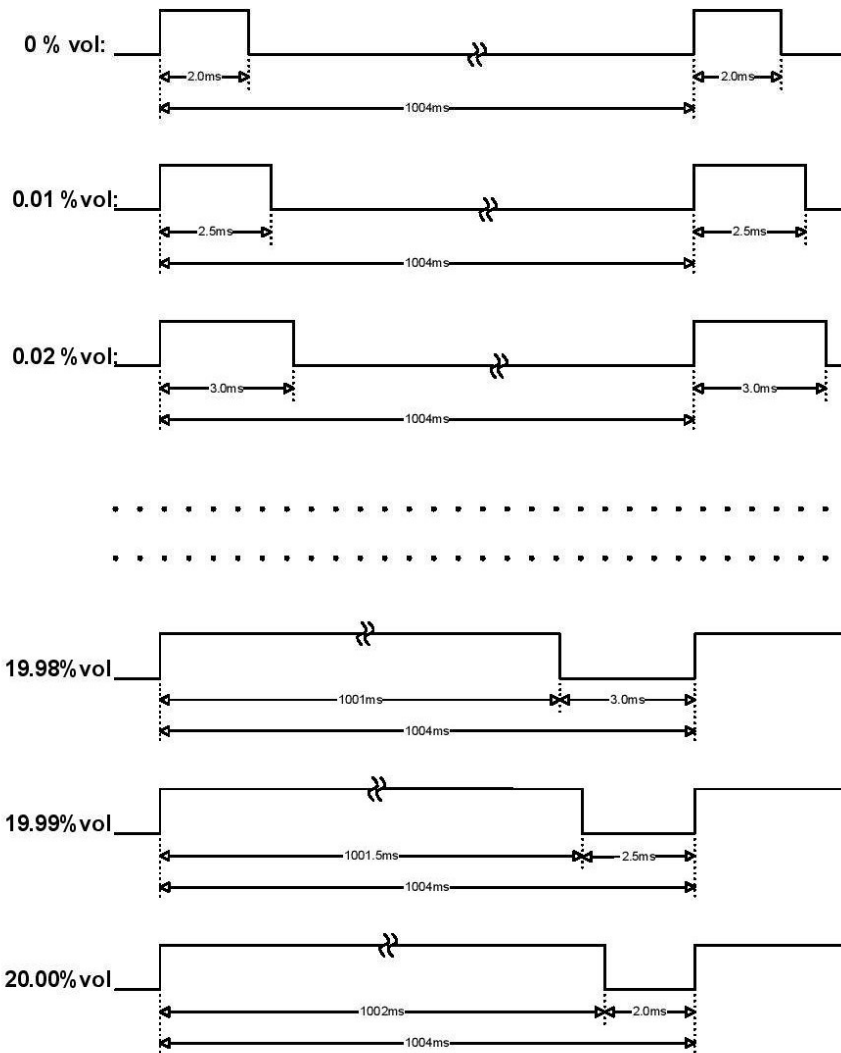 0 % vol:
2.0ms 2.0ms
1004ms
0.01 %vol:
2.5ms 2.5ms
1004ms
0.02 %vol:
3.0ms 3.0ms
1004ms
19.98%vol
1001ms 3.0ms
1004ms
19.99%vol
1001.5ms 2.5ms
1004ms
20.00%vol
1002ms 2.0ms
1004ms